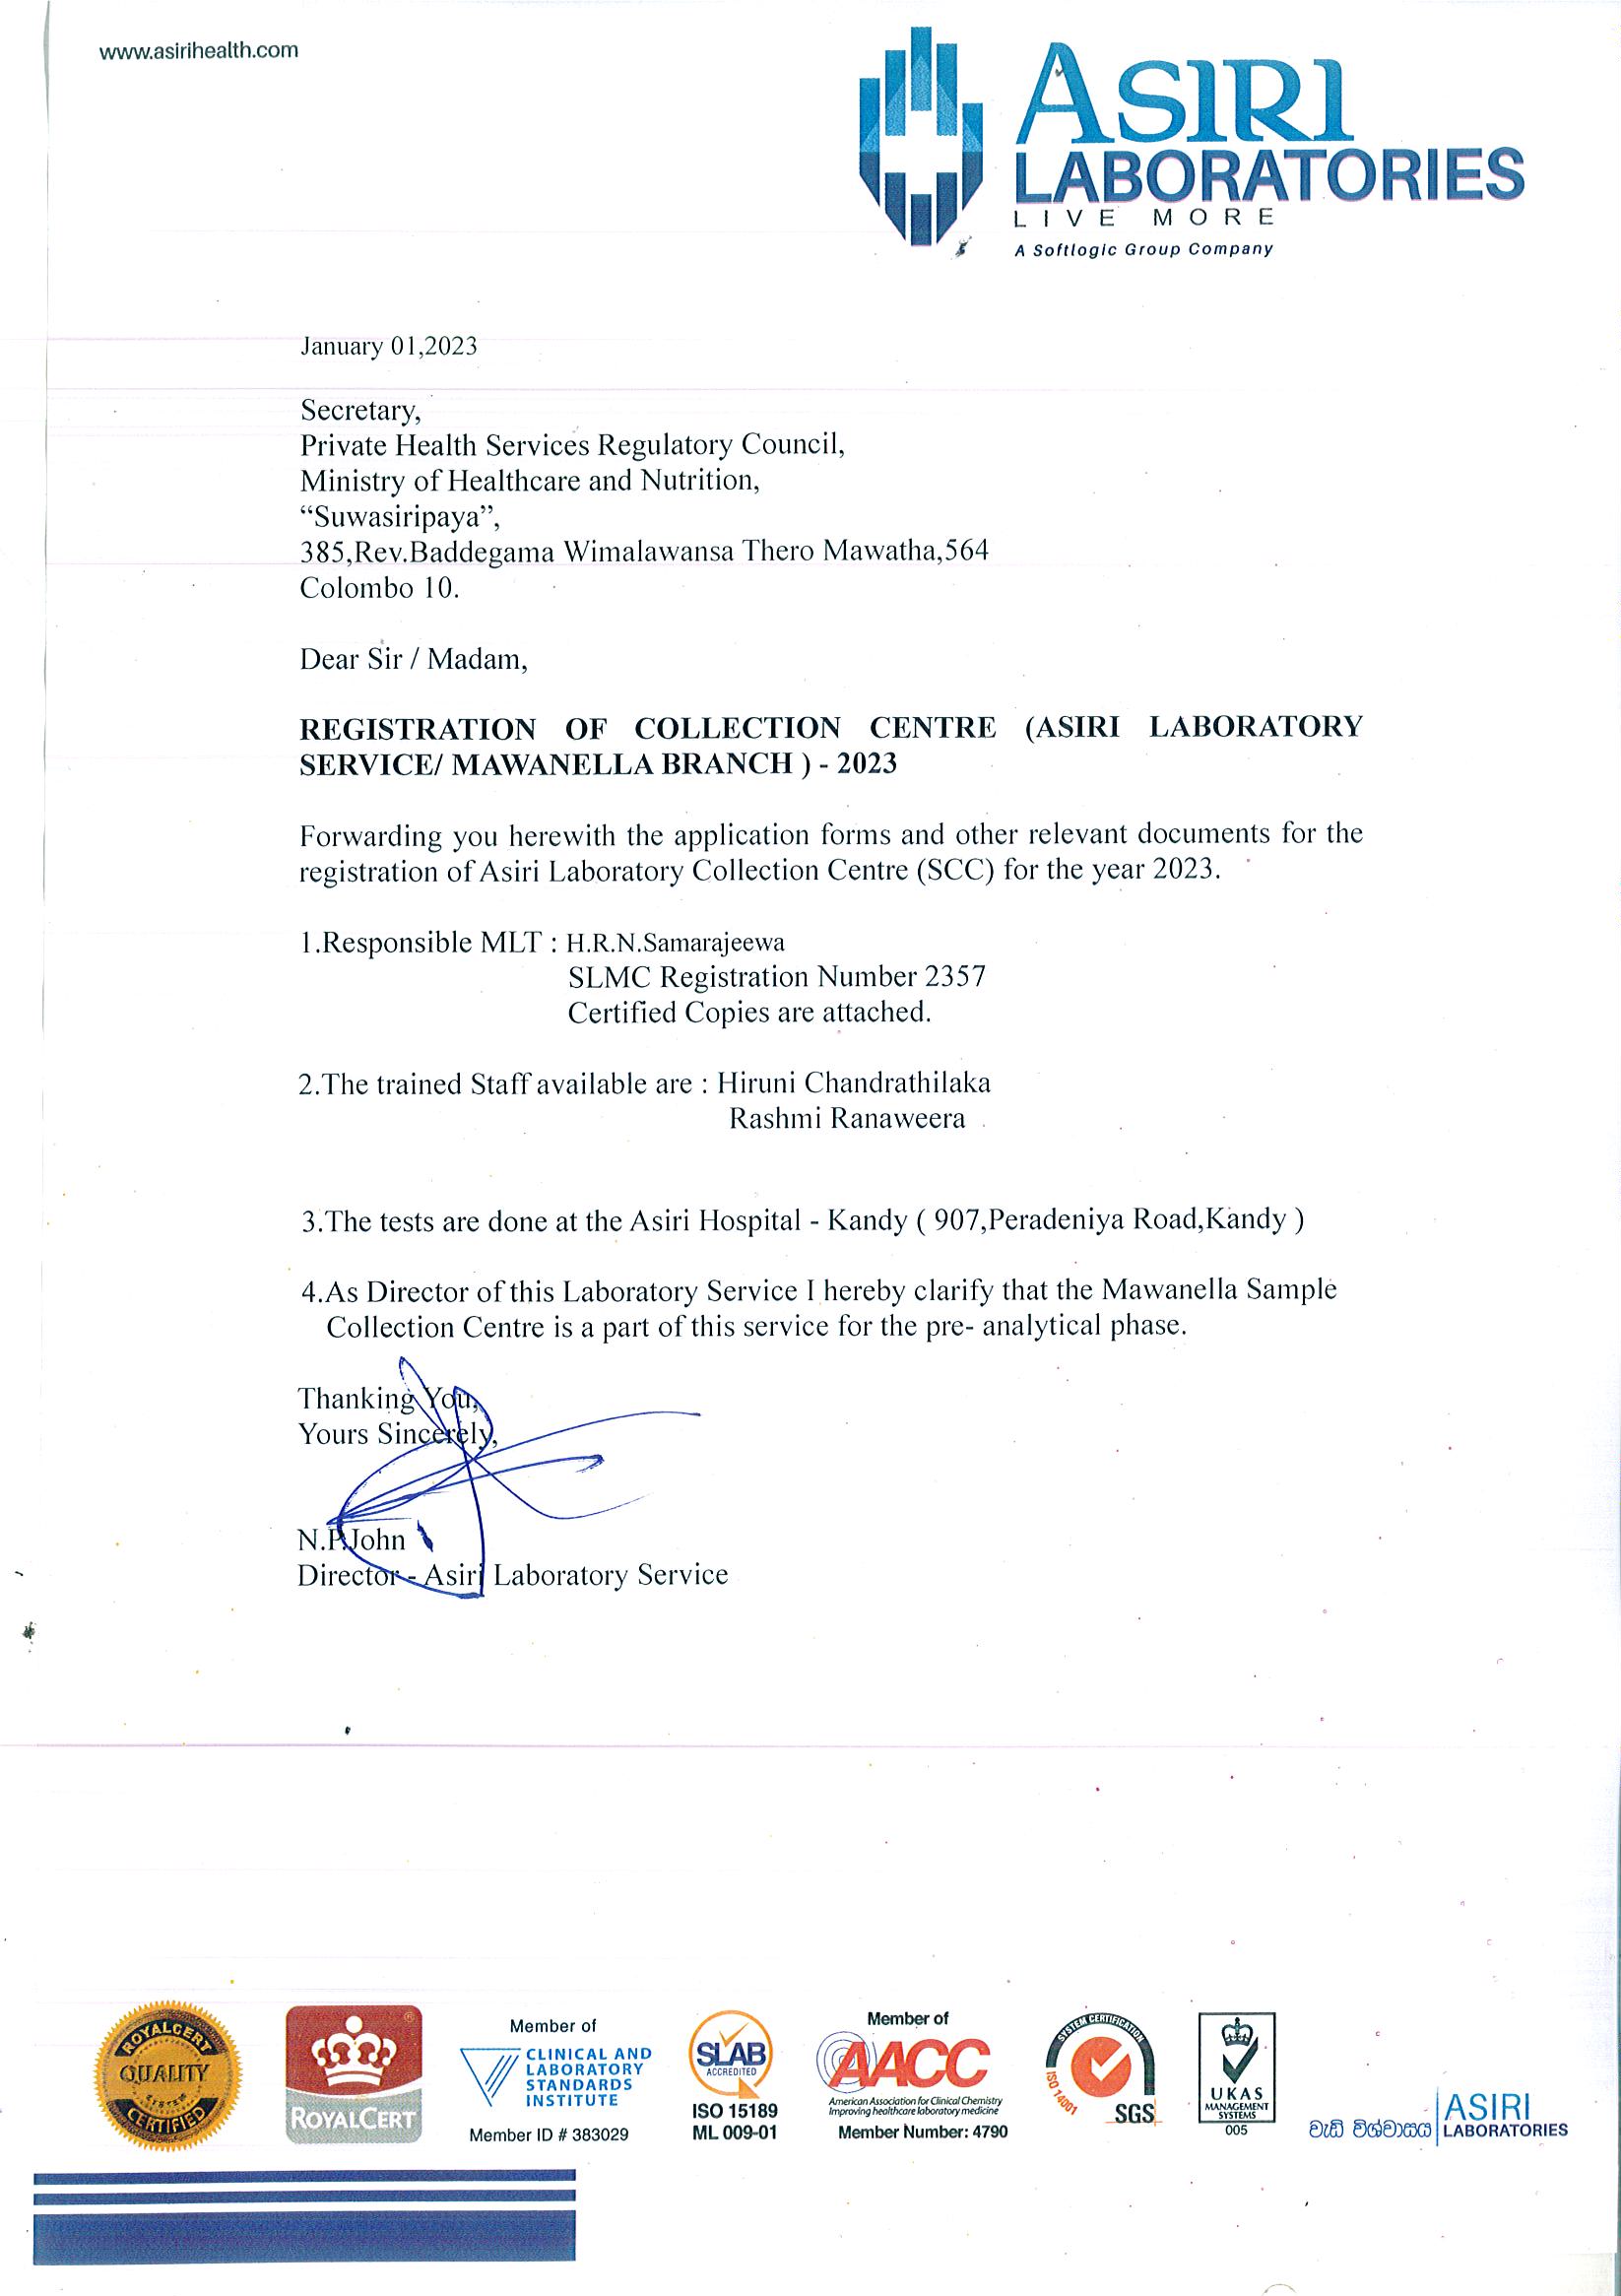 www.asirihealth.com
ASIRI
LABORATORIES
LIVE MORE
A Softlogic Group Company
January 01,2023
Secretary,
Private Health Services Regulatory Council,
Ministry of Healthcare and Nutrition,
“Suwasiripaya”,
385,Rev.Baddegama Wimalawansa Thero Mawatha,564
Colombo 10.
Dear Sir / Madam,
REGISTRATION OF COLLECTION CENTRE (ASIRI LABORATORY
SERVICE/ MAWANELLA BRANCH ) - 2023
Forwarding you herewith the application forms and other relevant documents for the
registration of Asiri Laboratory Collection Centre (SCC) for the year 2023.
1.Responsible MLT : H.R.N.Samarajeewa
SLMC Registration Number 2357
Certified Copies are attached.
2.The trained Staff available are : Hiruni Chandrathilaka
Rashmi Ranaweera
3.The tests are done at the Asiri Hospital - Kandy ( 907,Peradeniya Road,Kandy )
4.As Director of this Laboratory Service I hereby clarify that the Mawanella Sample
Collection Centre is a part of this service for the pre- analytical phase.
Thanking You,
Yours Sincerely,
N.P.John
Director - Asiri Laboratory Service
ROYALCERT
QUALITY
SYSTEMS
CERTIFIED
ROYALCERT
®
Member of
CLINICAL AND
LABORATORY
STANDARDS
INSTITUTE
Member ID # 383029
SLAB
ACCREDITED
ISO 15189
ML 009-01
Member of
AACC
American Association for Clinical Chemistry
Improving healthcare laboratory medicine
Member Number: 4790
SYSTEM CERTIFICATION
ISO 14001
SGS
UKAS
MANAGEMENT
SYSTEMS
005
වැඩි විශ්වාසය
ASIRI
LABORATORIES